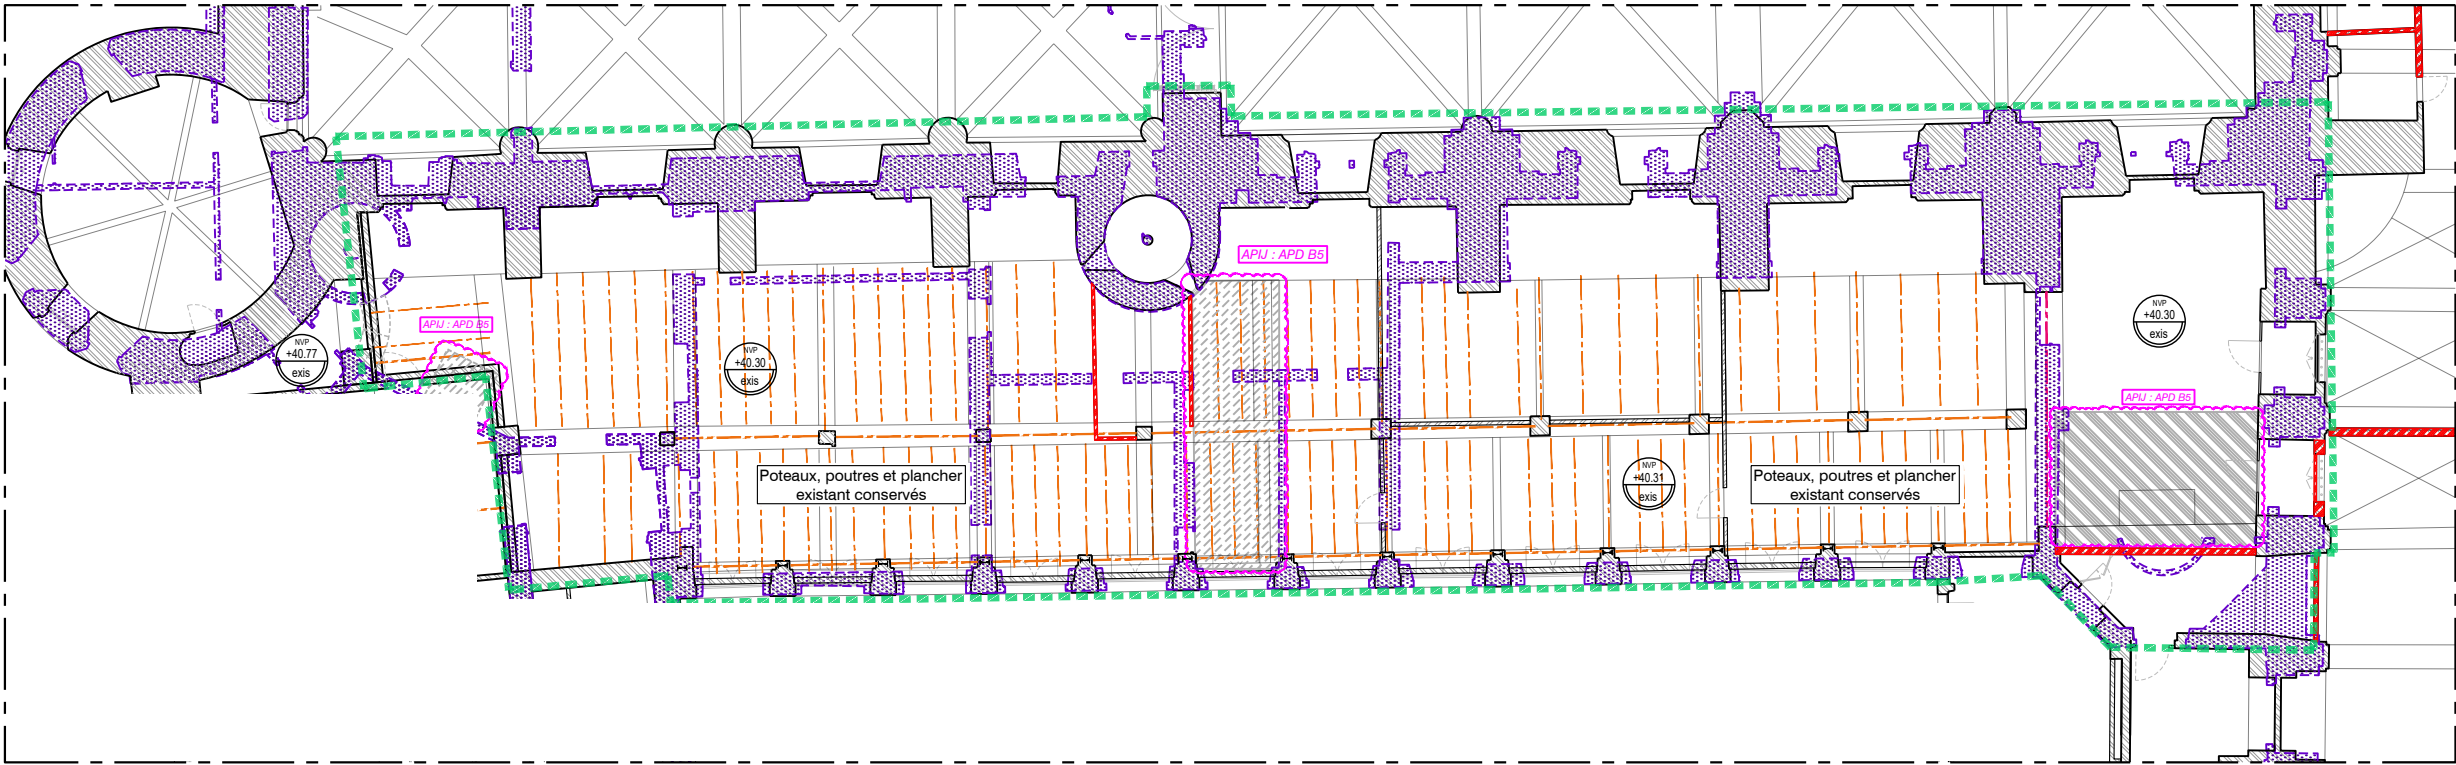 APIJ : APD B5
APIJ : APD B5
NVP
+40.77
exis
NVP
+40.30
exis
NVP
+40.30
exis
APIJ : APD B5
Poteaux, poutres et plancher
existant conservés
NVP
+40.31
exis
Poteaux, poutres et plancher
existant conservés